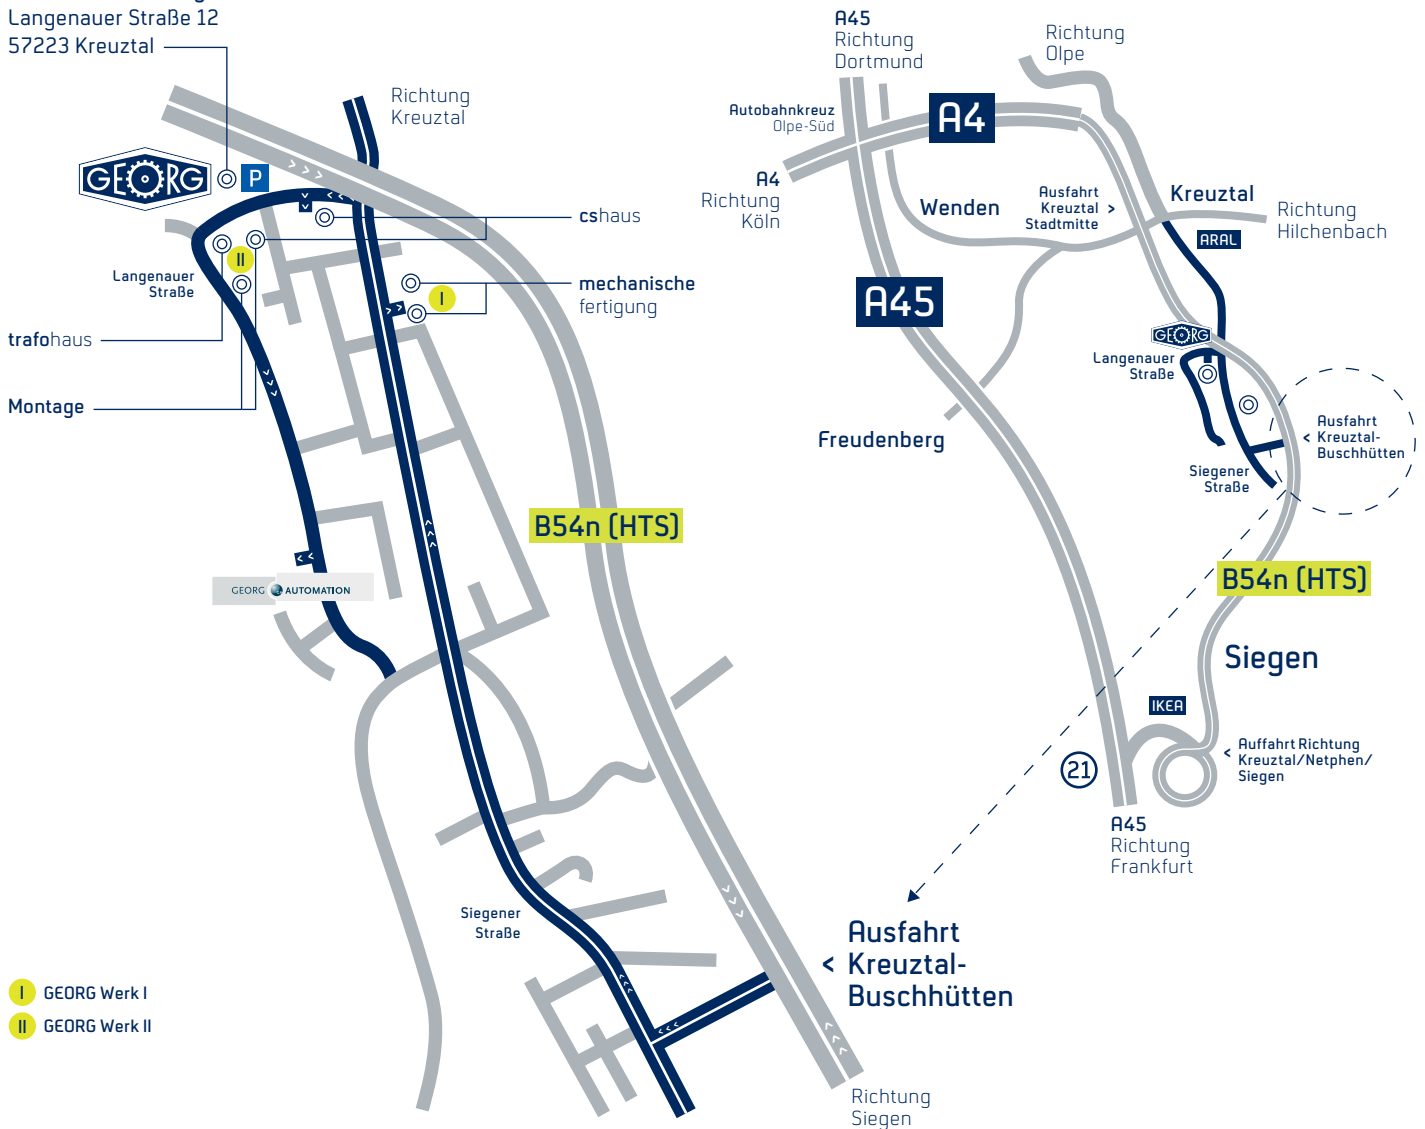 Langenauer Straße 12
57223 Kreuztal
Richtung
Kreuztal
GEORG
P
cshaus
II
Langenauer
Straße
mechanische
fertigung
I
trafohaus
Montage
B54n (HTS)
GEORG AUTOMATION
Siegener
Straße
I GEORG Werk I
II GEORG Werk II
< Ausfahrt
Kreuztal-
Buschhütten
Richtung
Siegen
A45
Richtung
Dortmund
Richtung
Olpe
Autobahnkreuz
Olpe-Süd
A4
A4
Richtung
Köln
Wenden
Ausfahrt
Kreuztal >
Stadtmitte
Kreuztal
Richtung
Hilchenbach
ARAL
A45
GEORG
Langenauer
Straße
Freudenberg
Ausfahrt
< Kreuztal-
Buschhütten
Siegener
Straße
B54n (HTS)
Siegen
IKEA
< Auffahrt Richtung
Kreuztal/Netphen/
Siegen
21
A45
Richtung
Frankfurt